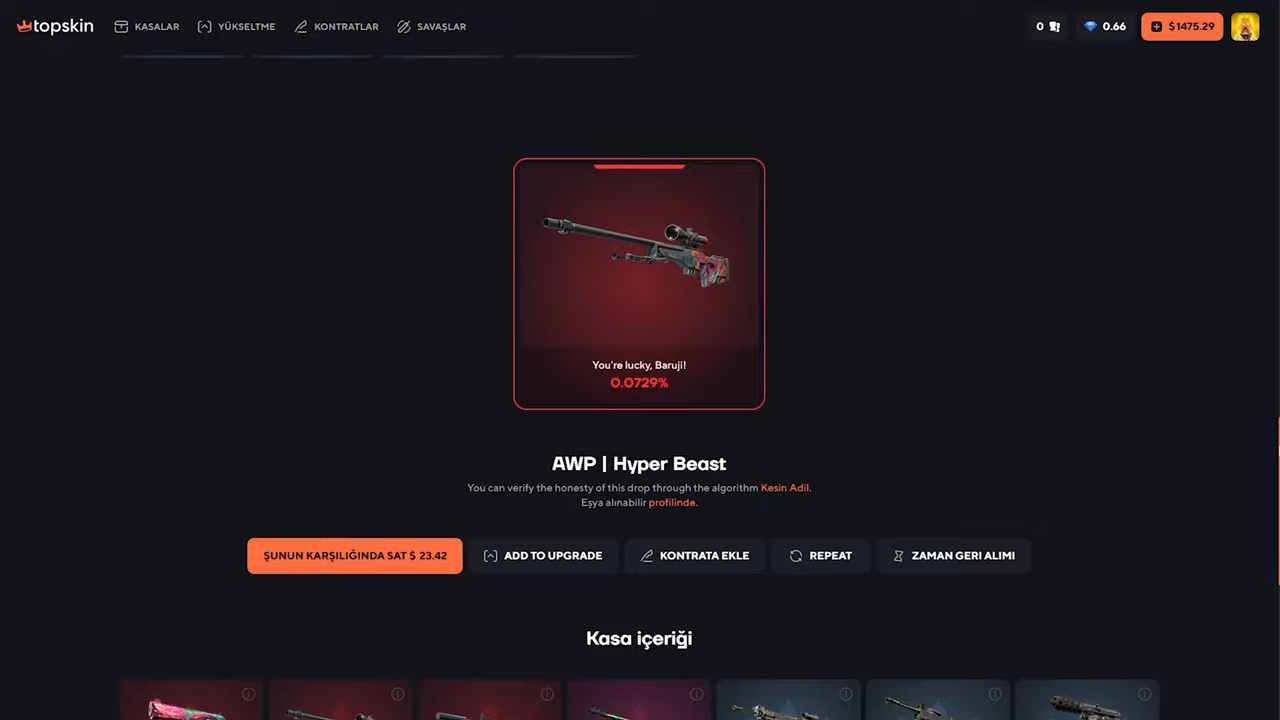 topskin
KASALAR
YÜKSELTME
KONTRATLAR
SAVAŞLAR
0
0.66
$ 1475.29
You're lucky, Baruji!
0.0729%
AWP | Hyper Beast
You can verify the honesty of this drop through the algorithm Kesin Adil.
Eşya alınabilir profilinde.
ŞUNUN KARŞILIĞINDA SAT $ 23.42
ADD TO UPGRADE
KONTRATA EKLE
REPEAT
ZAMAN GERI ALIMI
Kasa içeriği